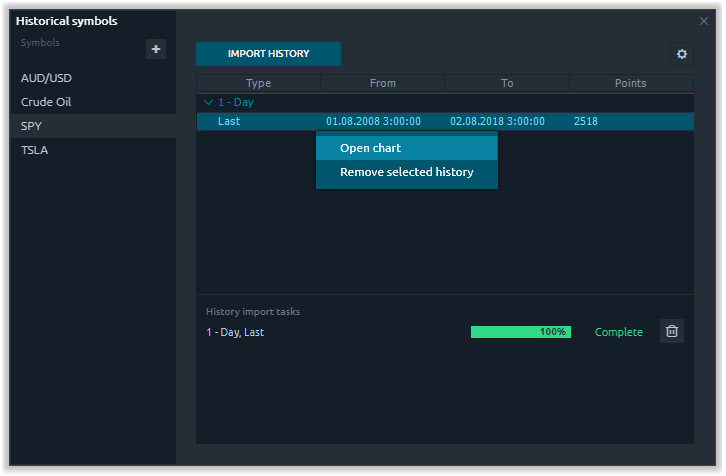 Historical symbols
Symbols
AUD/USD
Crude Oil
SPY
TSLA
IMPORT HISTORY
Type From To Points
1 - Day
Last 01.08.2008 3:00:00 02.08.2018 3:00:00 2518
Open chart
Remove selected history
History import tasks
1 - Day, Last 100% Complete